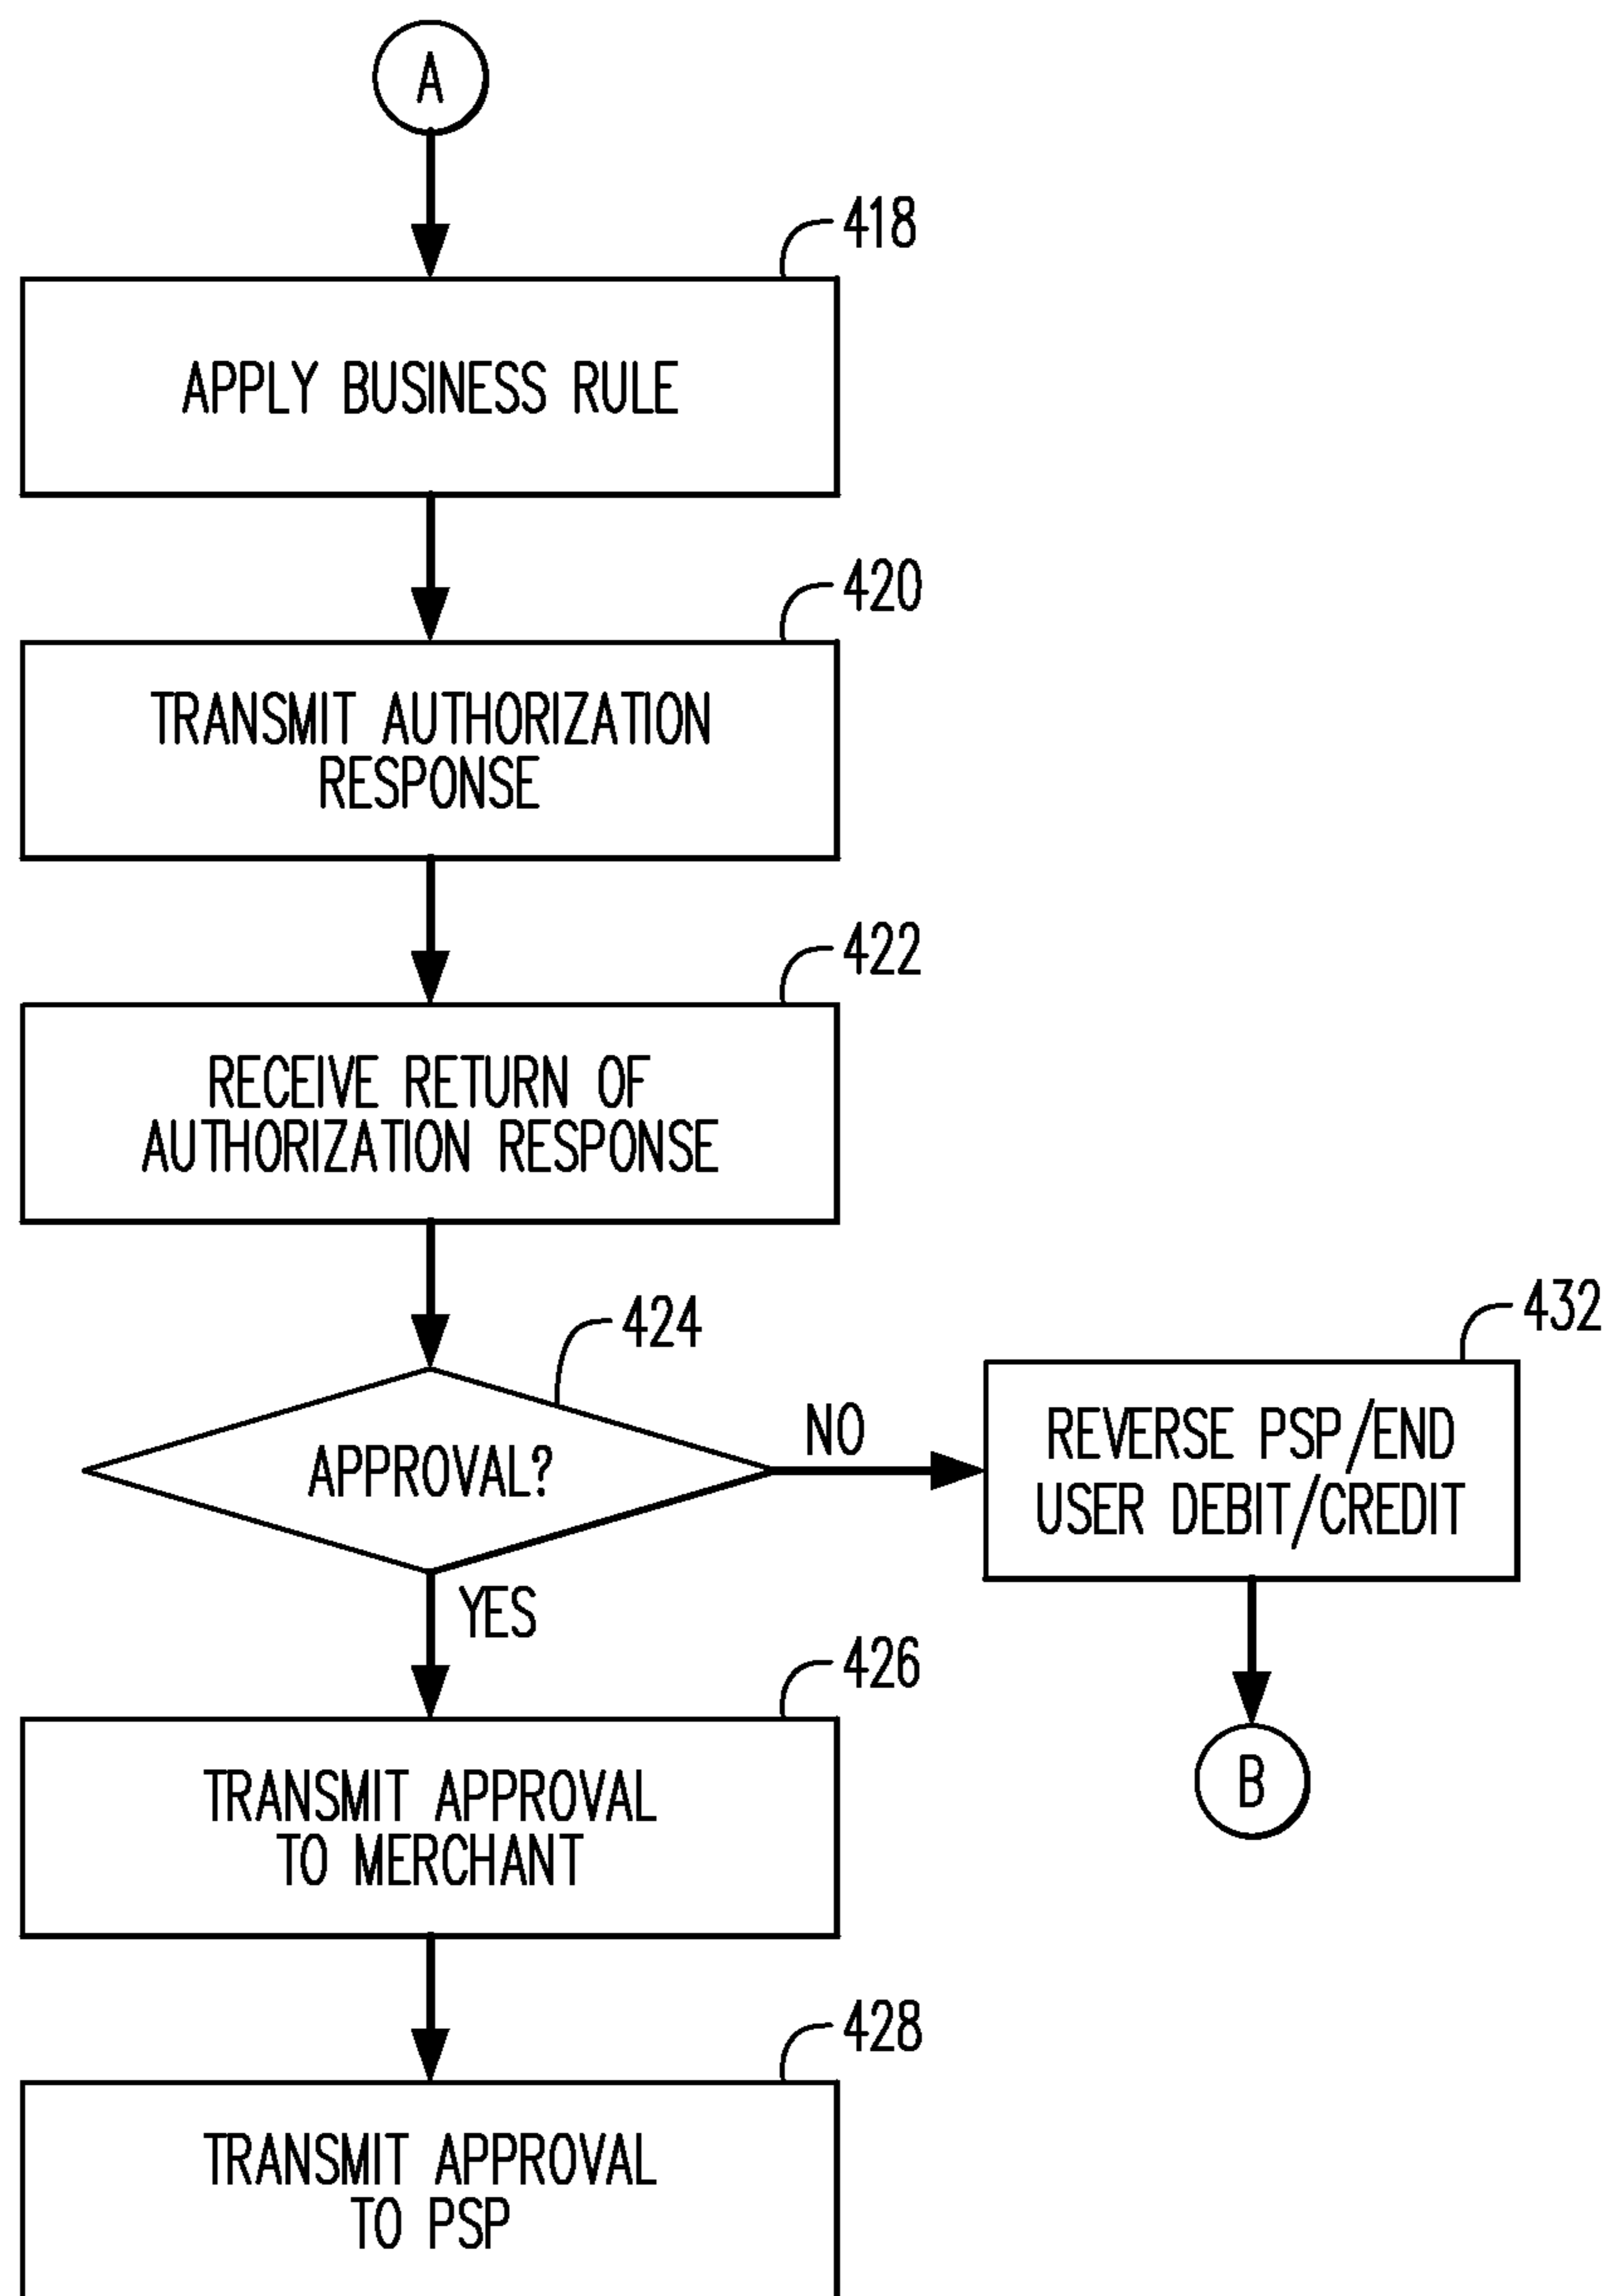 A
418
APPLY BUSINESS RULE
420
TRANSMIT AUTHORIZATION
RESPONSE
422
RECEIVE RETURN OF
AUTHORIZATION RESPONSE
424
APPROVAL?
NO
432
REVERSE PSP/END
USER DEBIT/CREDIT
YES
426
TRANSMIT APPROVAL
TO MERCHANT
B
428
TRANSMIT APPROVAL
TO PSP